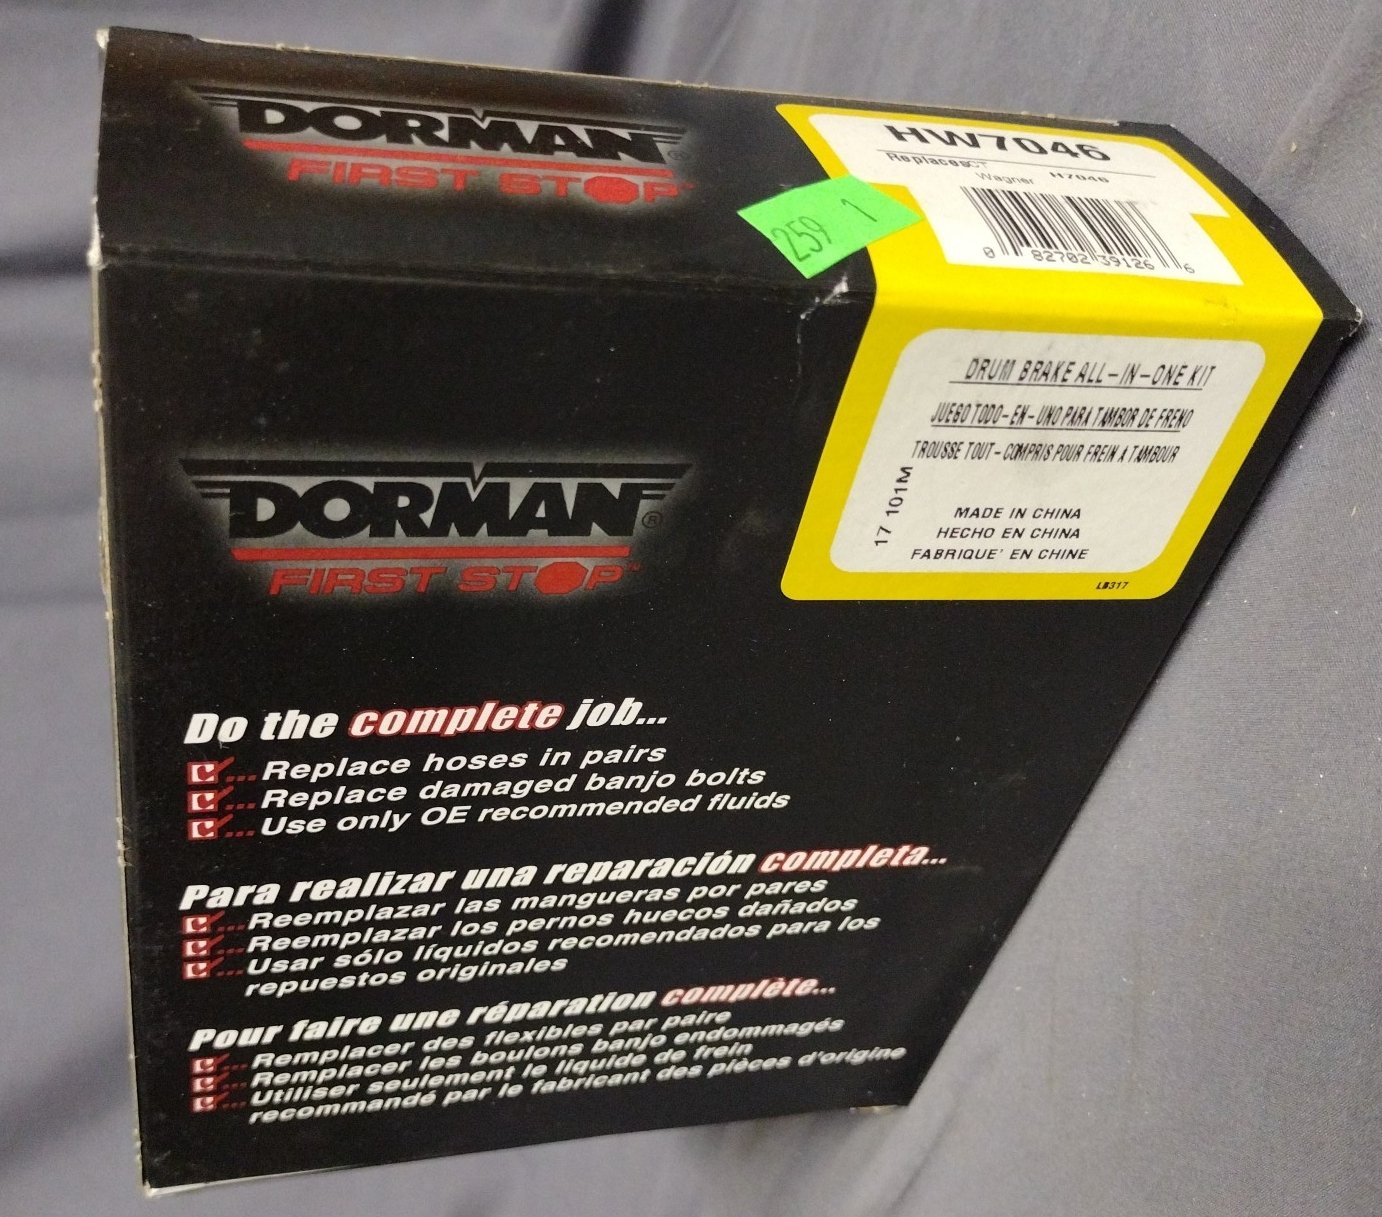 DORMAN®
FIRST STOP™
HW7046
Replaces CT
Wagner H7046
259 1
0 82702 39126 6
DRUM BRAKE ALL-IN-ONE KIT
JUEGO TODO-EN-UNO PARA TAMBOR DE FRENO
TROUSSE TOUT-COMPRIS POUR FREIN A TAMBOUR
17 101M
MADE IN CHINA
HECHO EN CHINA
FABRIQUE' EN CHINE
DORMAN®
FIRST STOP™
Do the complete job...
...Replace hoses in pairs
...Replace damaged banjo bolts
...Use only OE recommended fluids
Para realizar una reparación completa...
...Reemplazar las mangueras por pares
...Reemplazar los pernos huecos dañados
...Usar sólo líquidos recomendados para los
repuestos originales
Pour faire une réparation complète...
...Remplacer des flexibles par paire
...Remplacer les boulons banjo endommagés
...Utiliser seulement le liquide de frein
recommandé par le fabricant des pièces d'origine